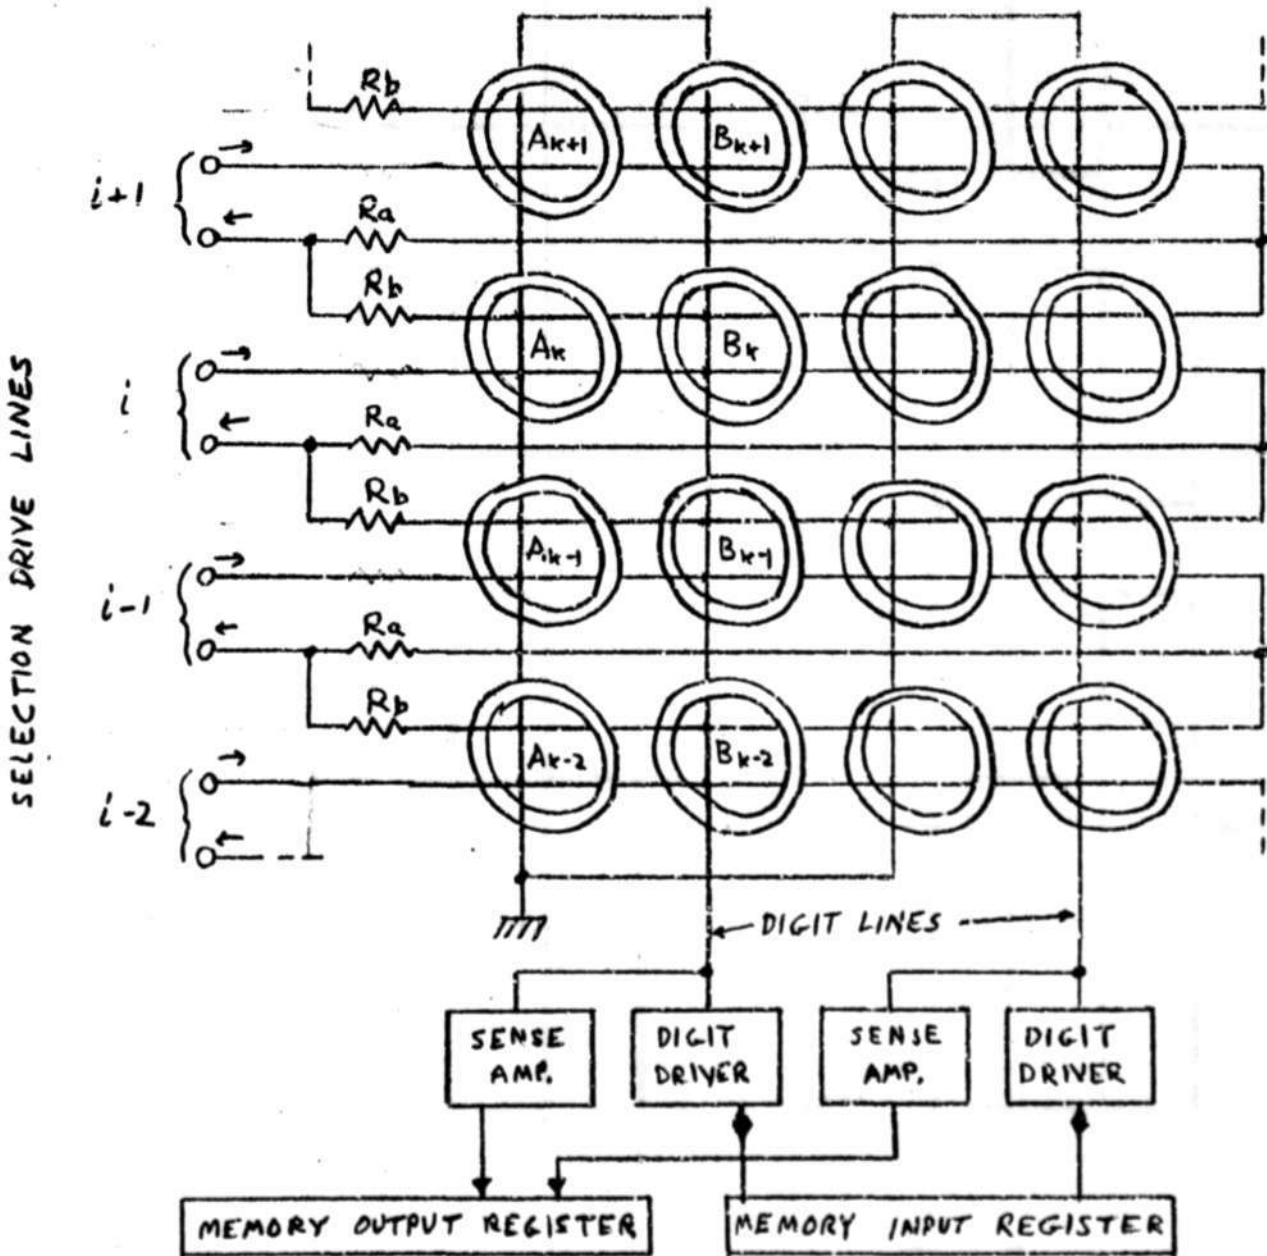 Rb
Ak+1 Bk+1
i+1
Ra
Rb
Ak Bk
i
Ra
Rb
Ak-1 Bk-1
i-1
Ra
Rb
Ak-2 Bk-2
i-2
SELECTION DRIVE LINES
DIGIT LINES
SENSE AMP.
DIGIT DRIVER
SENSE AMP.
DIGIT DRIVER
MEMORY OUTPUT REGISTER
MEMORY INPUT REGISTER